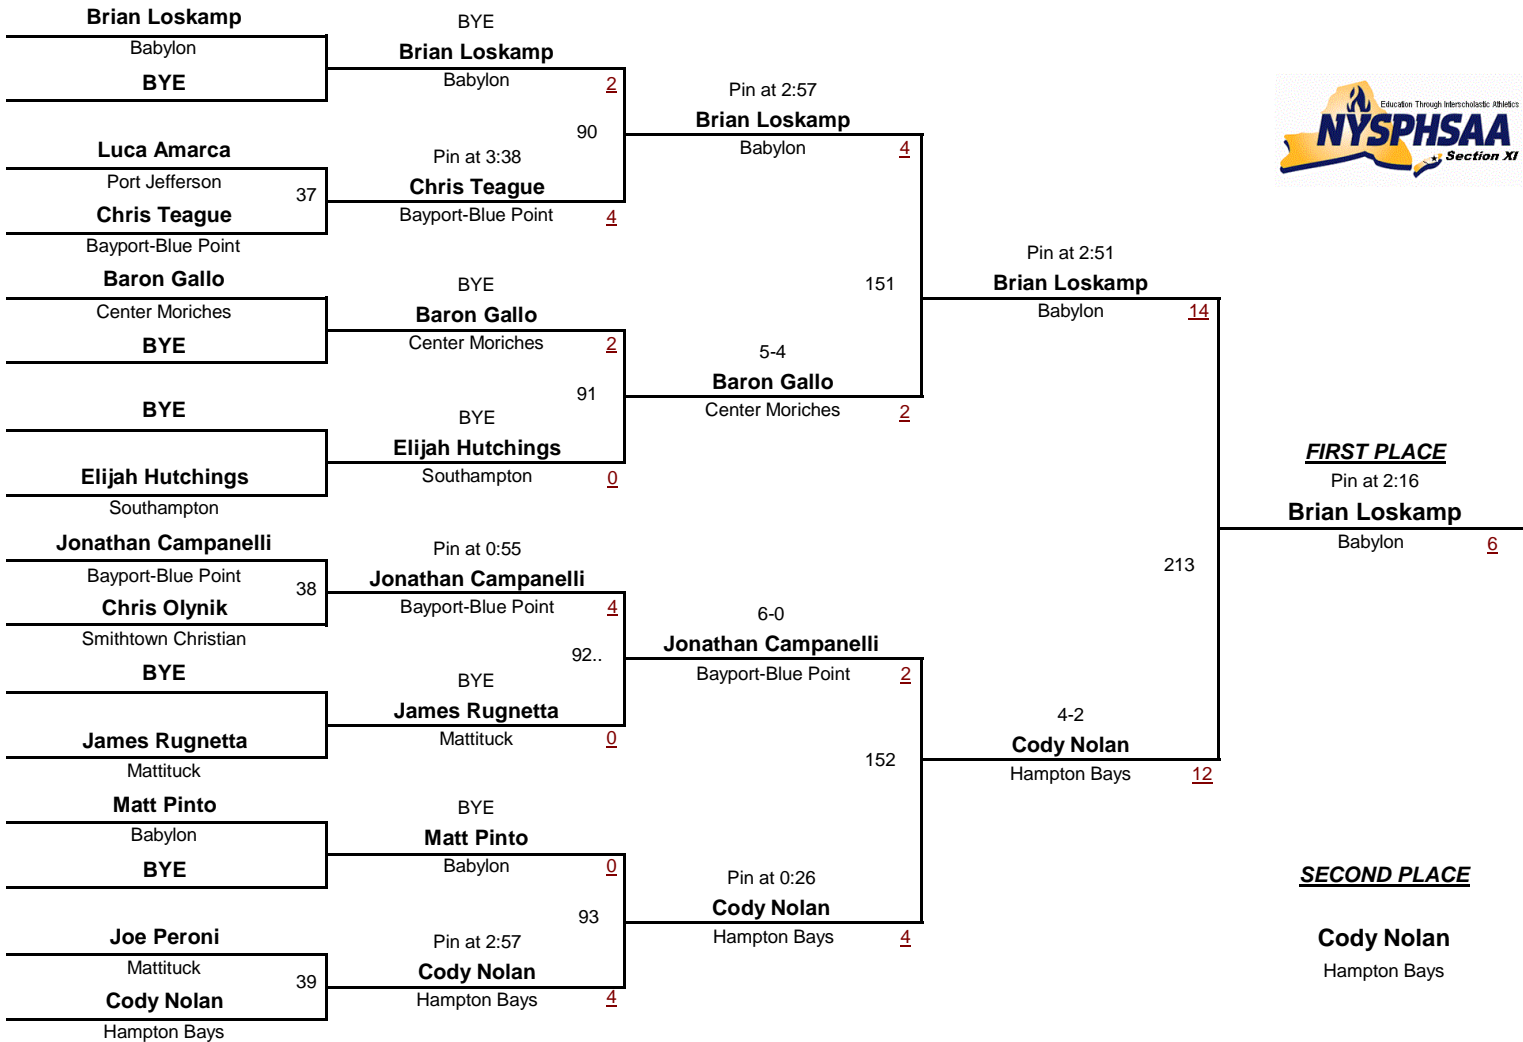 Brian Loskamp
Babylon
BYE
Luca Amarca
Port Jefferson
37
Chris Teague
Bayport-Blue Point
Baron Gallo
Center Moriches
BYE
BYE
Elijah Hutchings
Southampton
Jonathan Campanelli
Bayport-Blue Point
38
Chris Olynik
Smithtown Christian
BYE
James Rugnetta
Mattituck
Matt Pinto
Babylon
BYE
Joe Peroni
Mattituck
39
Cody Nolan
Hampton Bays
BYE
Brian Loskamp
Babylon
2
90
Pin at 3:38
Chris Teague
Bayport-Blue Point
4
BYE
Baron Gallo
Center Moriches
2
91
BYE
Elijah Hutchings
Southampton
0
Pin at 0:55
Jonathan Campanelli
Bayport-Blue Point
4
92..
BYE
James Rugnetta
Mattituck
0
BYE
Matt Pinto
Babylon
0
93
Pin at 2:57
Cody Nolan
Hampton Bays
4
Pin at 2:57
Brian Loskamp
Babylon
4
151
5-4
Baron Gallo
Center Moriches
2
6-0
Jonathan Campanelli
Bayport-Blue Point
2
152
Pin at 0:26
Cody Nolan
Hampton Bays
4
Pin at 2:51
Brian Loskamp
Babylon
14
213
4-2
Cody Nolan
Hampton Bays
12
Education Through Interscholastic Athletics
NYSPHSAA
Section XI
FIRST PLACE
Pin at 2:16
Brian Loskamp
Babylon
6
SECOND PLACE
Cody Nolan
Hampton Bays